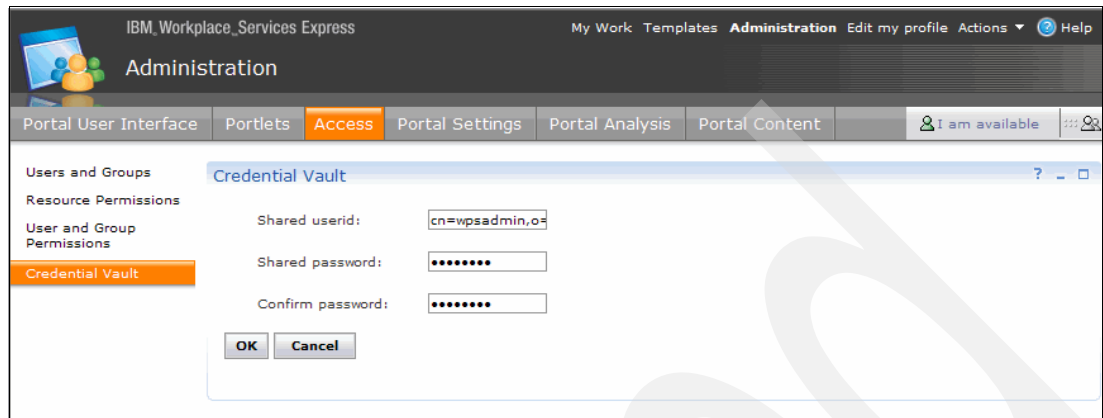 IBM_Workplace_Services Express
My Work Templates Administration Edit my profile Actions ▼ ? Help
Administration
Portal User Interface Portlets Access Portal Settings Portal Analysis Portal Content I am available
Users and Groups
Resource Permissions
User and Group
Permissions
Credential Vault
Credential Vault
Shared userid: cn=wpsadmin,o=
Shared password: ••••••••
Confirm password: ••••••••
OK Cancel